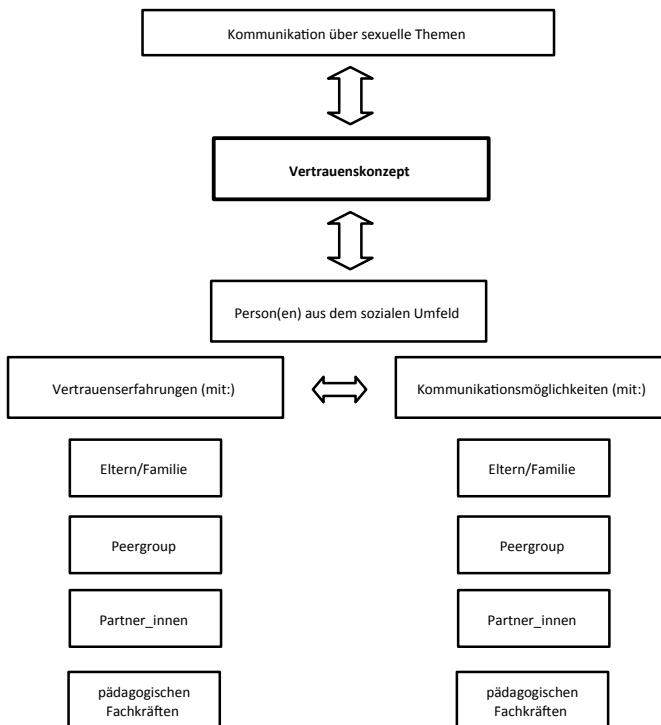 Kommunikation über sexuelle Themen
Vertrauenskonzept
Person(en) aus dem sozialen Umfeld
Vertrauenserfahrungen (mit:)
Kommunikationsmöglichkeiten (mit:)
Eltern/Familie
Eltern/Familie
Peergroup
Peergroup
Partner_innen
Partner_innen
pädagogischen
Fachkräften
pädagogischen
Fachkräften